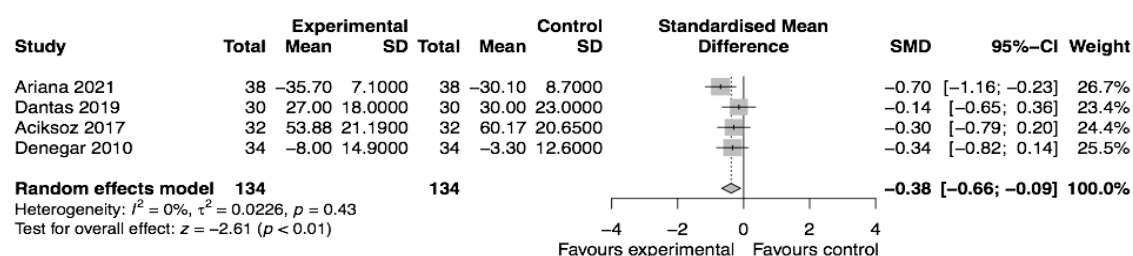 Experimental Control Standardised Mean
Study Total Mean SD Total Mean SD Difference SMD 95%−CI Weight
Ariana 2021 38 −35.70 7.1000 38 −30.10 8.7000 −0.70 [−1.16; −0.23] 26.7%
Dantas 2019 30 27.00 18.0000 30 30.00 23.0000 −0.14 [−0.65; 0.36] 23.4%
Aciksoz 2017 32 53.88 21.1900 32 60.17 20.6500 −0.30 [−0.79; 0.20] 24.4%
Denegar 2010 34 −8.00 14.9000 34 −3.30 12.6000 −0.34 [−0.82; 0.14] 25.5%
Random effects model 134 134 −0.38 [−0.66; −0.09] 100.0%
Heterogeneity: I² = 0%, τ² = 0.0226, p = 0.43
Test for overall effect: z = −2.61 (p < 0.01)
−4 −2 0 2 4
Favours experimental Favours control